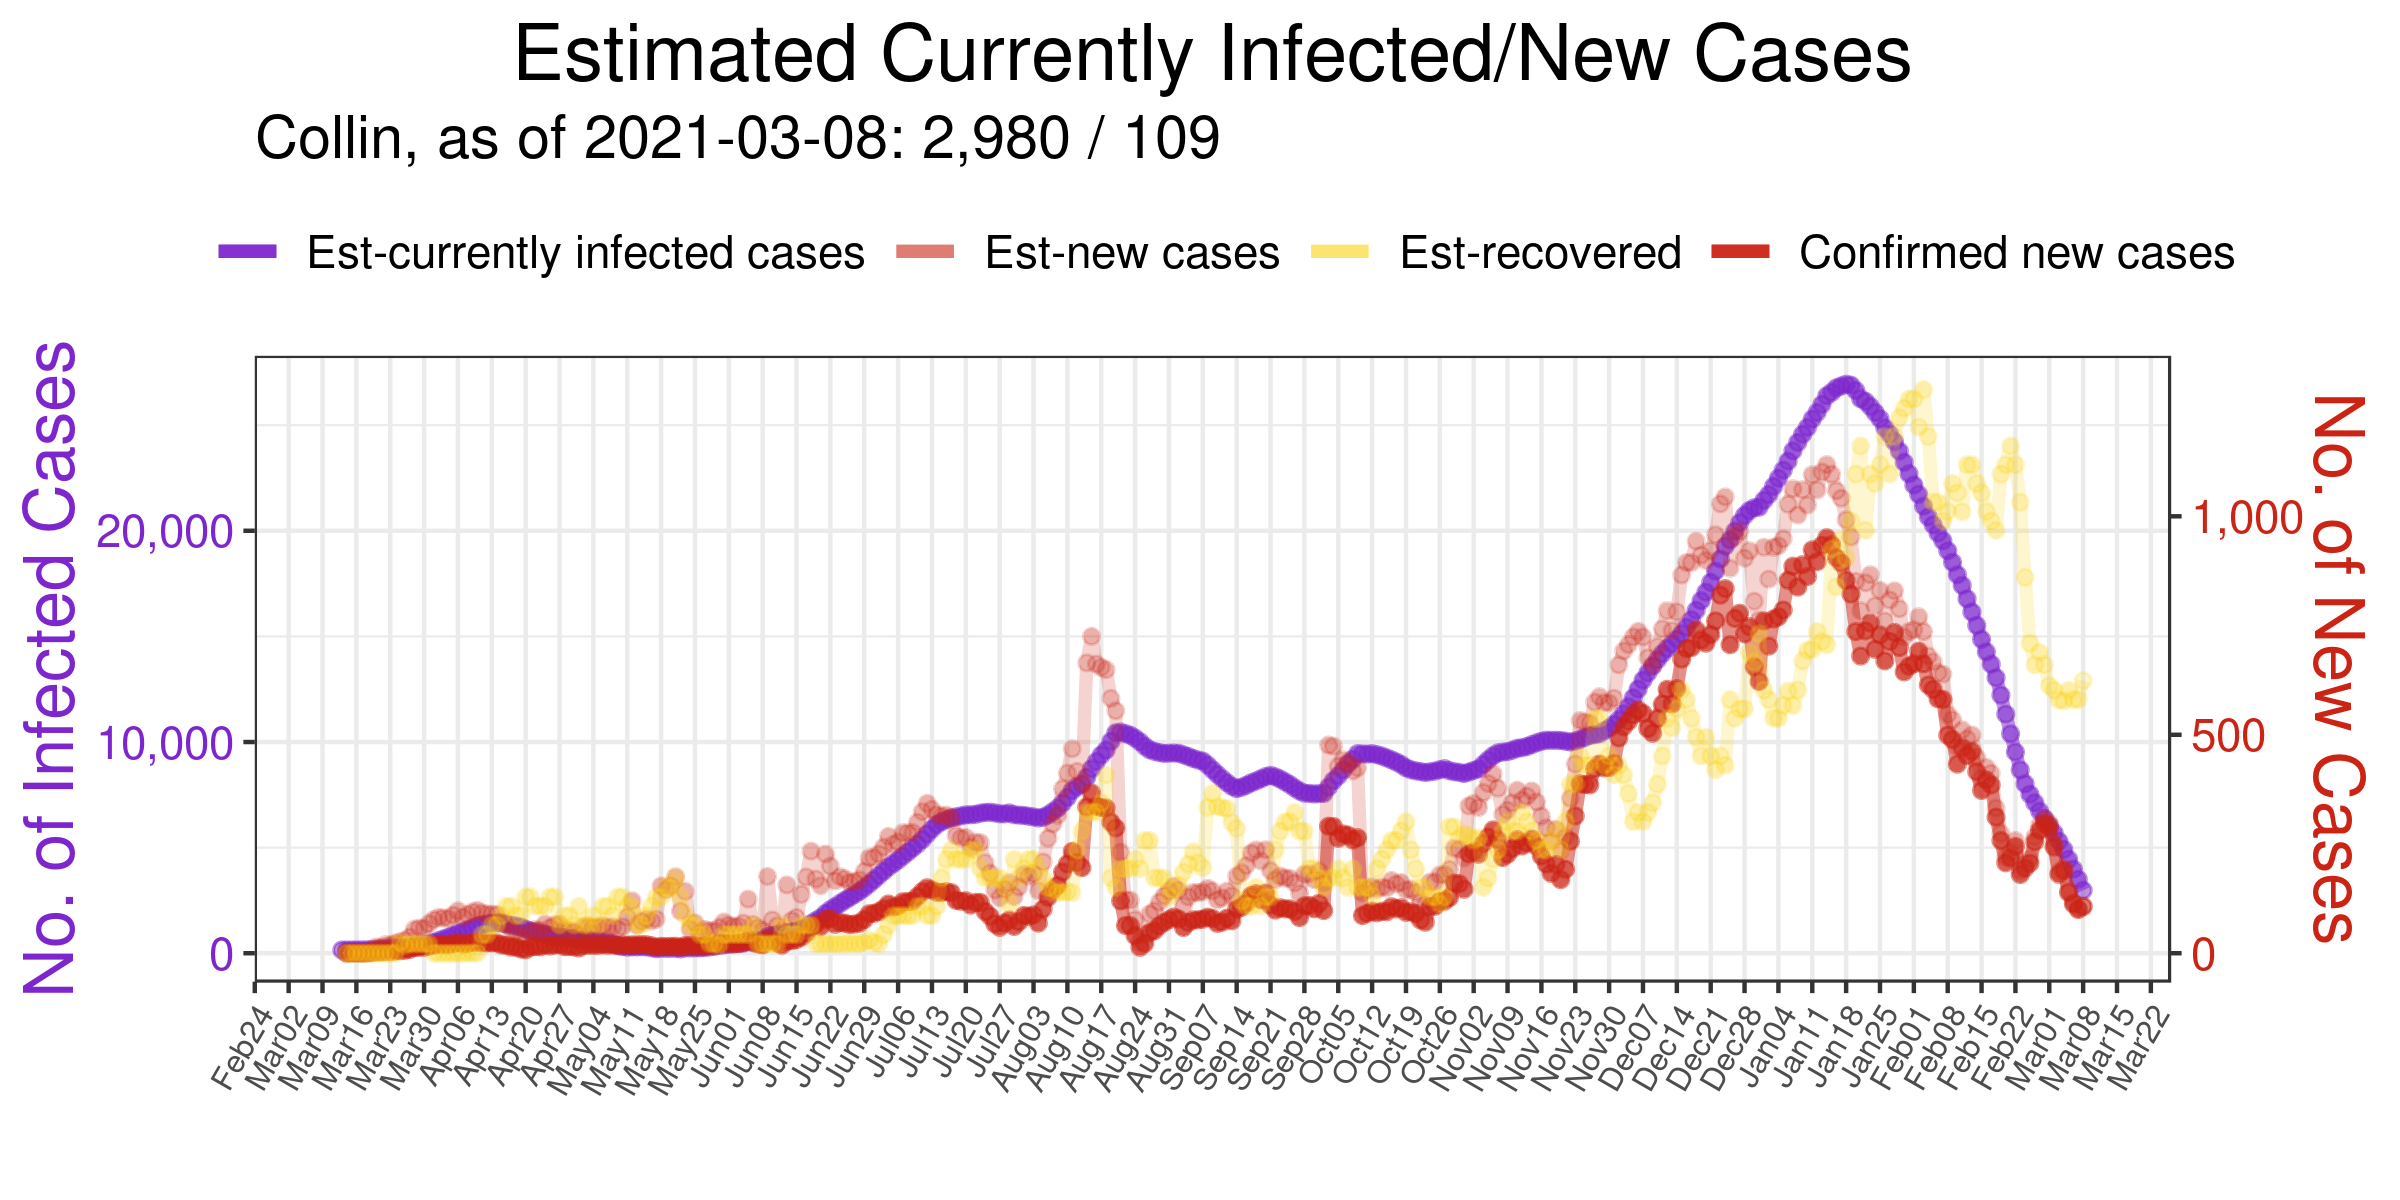 Estimated Currently Infected/New Cases
Collin, as of 2021-03-08: 2,980 / 109
Est-currently infected cases
Est-new cases
Est-recovered
Confirmed new cases
No. of Infected Cases
20,000
10,000
0
No. of New Cases
1,000
500
0
Feb24
Mar02
Mar09
Mar16
Mar23
Mar30
Apr06
Apr13
Apr20
Apr27
May04
May11
May18
May25
Jun01
Jun08
Jun15
Jun22
Jun29
Jul06
Jul13
Jul20
Jul27
Aug03
Aug10
Aug17
Aug24
Aug31
Sep07
Sep14
Sep21
Sep28
Oct05
Oct12
Oct19
Oct26
Nov02
Nov09
Nov16
Nov23
Nov30
Dec07
Dec14
Dec21
Dec28
Jan04
Jan11
Jan18
Jan25
Feb01
Feb08
Feb15
Feb22
Mar01
Mar08
Mar15
Mar22